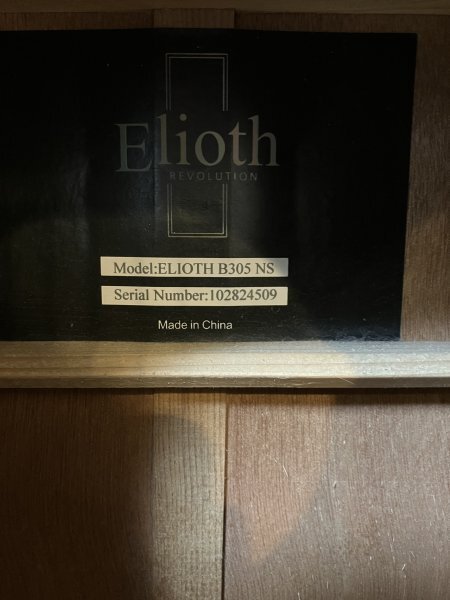 Elioth
REVOLUTION
Model:ELIOTH B305 NS
Serial Number:102824509
Made in China